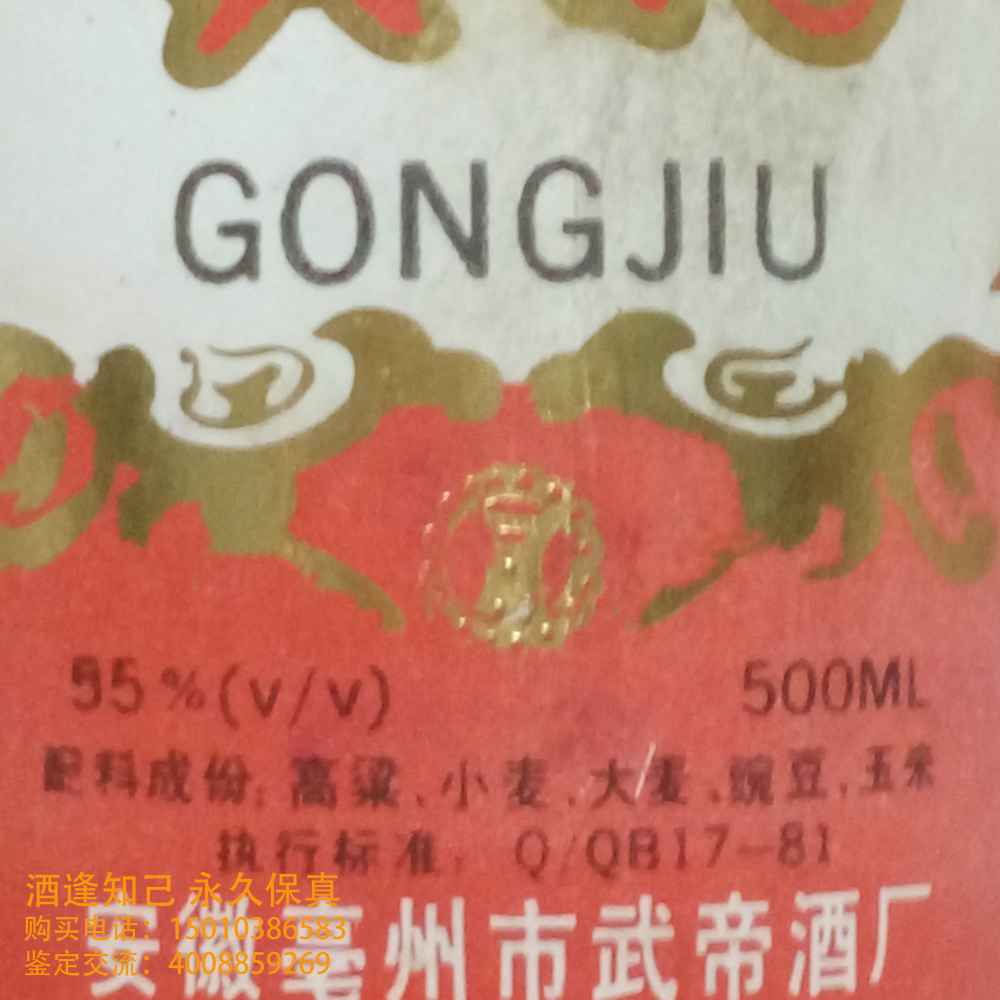 GONGJIU
55%(v/v) 500ML
配料成份:高粱、小麦、大麦、豌豆、玉米
执行标准: Q/QB17-81
安徽亳州市武帝酒厂
酒逢知己 永久保真
购买电话：15010386583
鉴定交流：4008859269